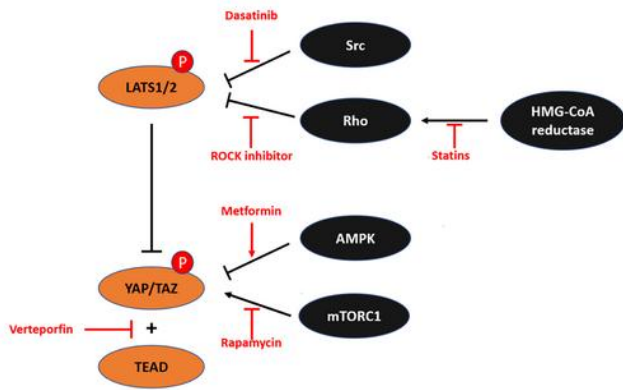 Dasatinib
Src
P
LATS1/2
Rho
HMG-CoA
reductase
ROCK inhibitor
Statins
Metformin
AMPK
P
YAP/TAZ
mTORC1
Verteporfin
+
Rapamycin
TEAD